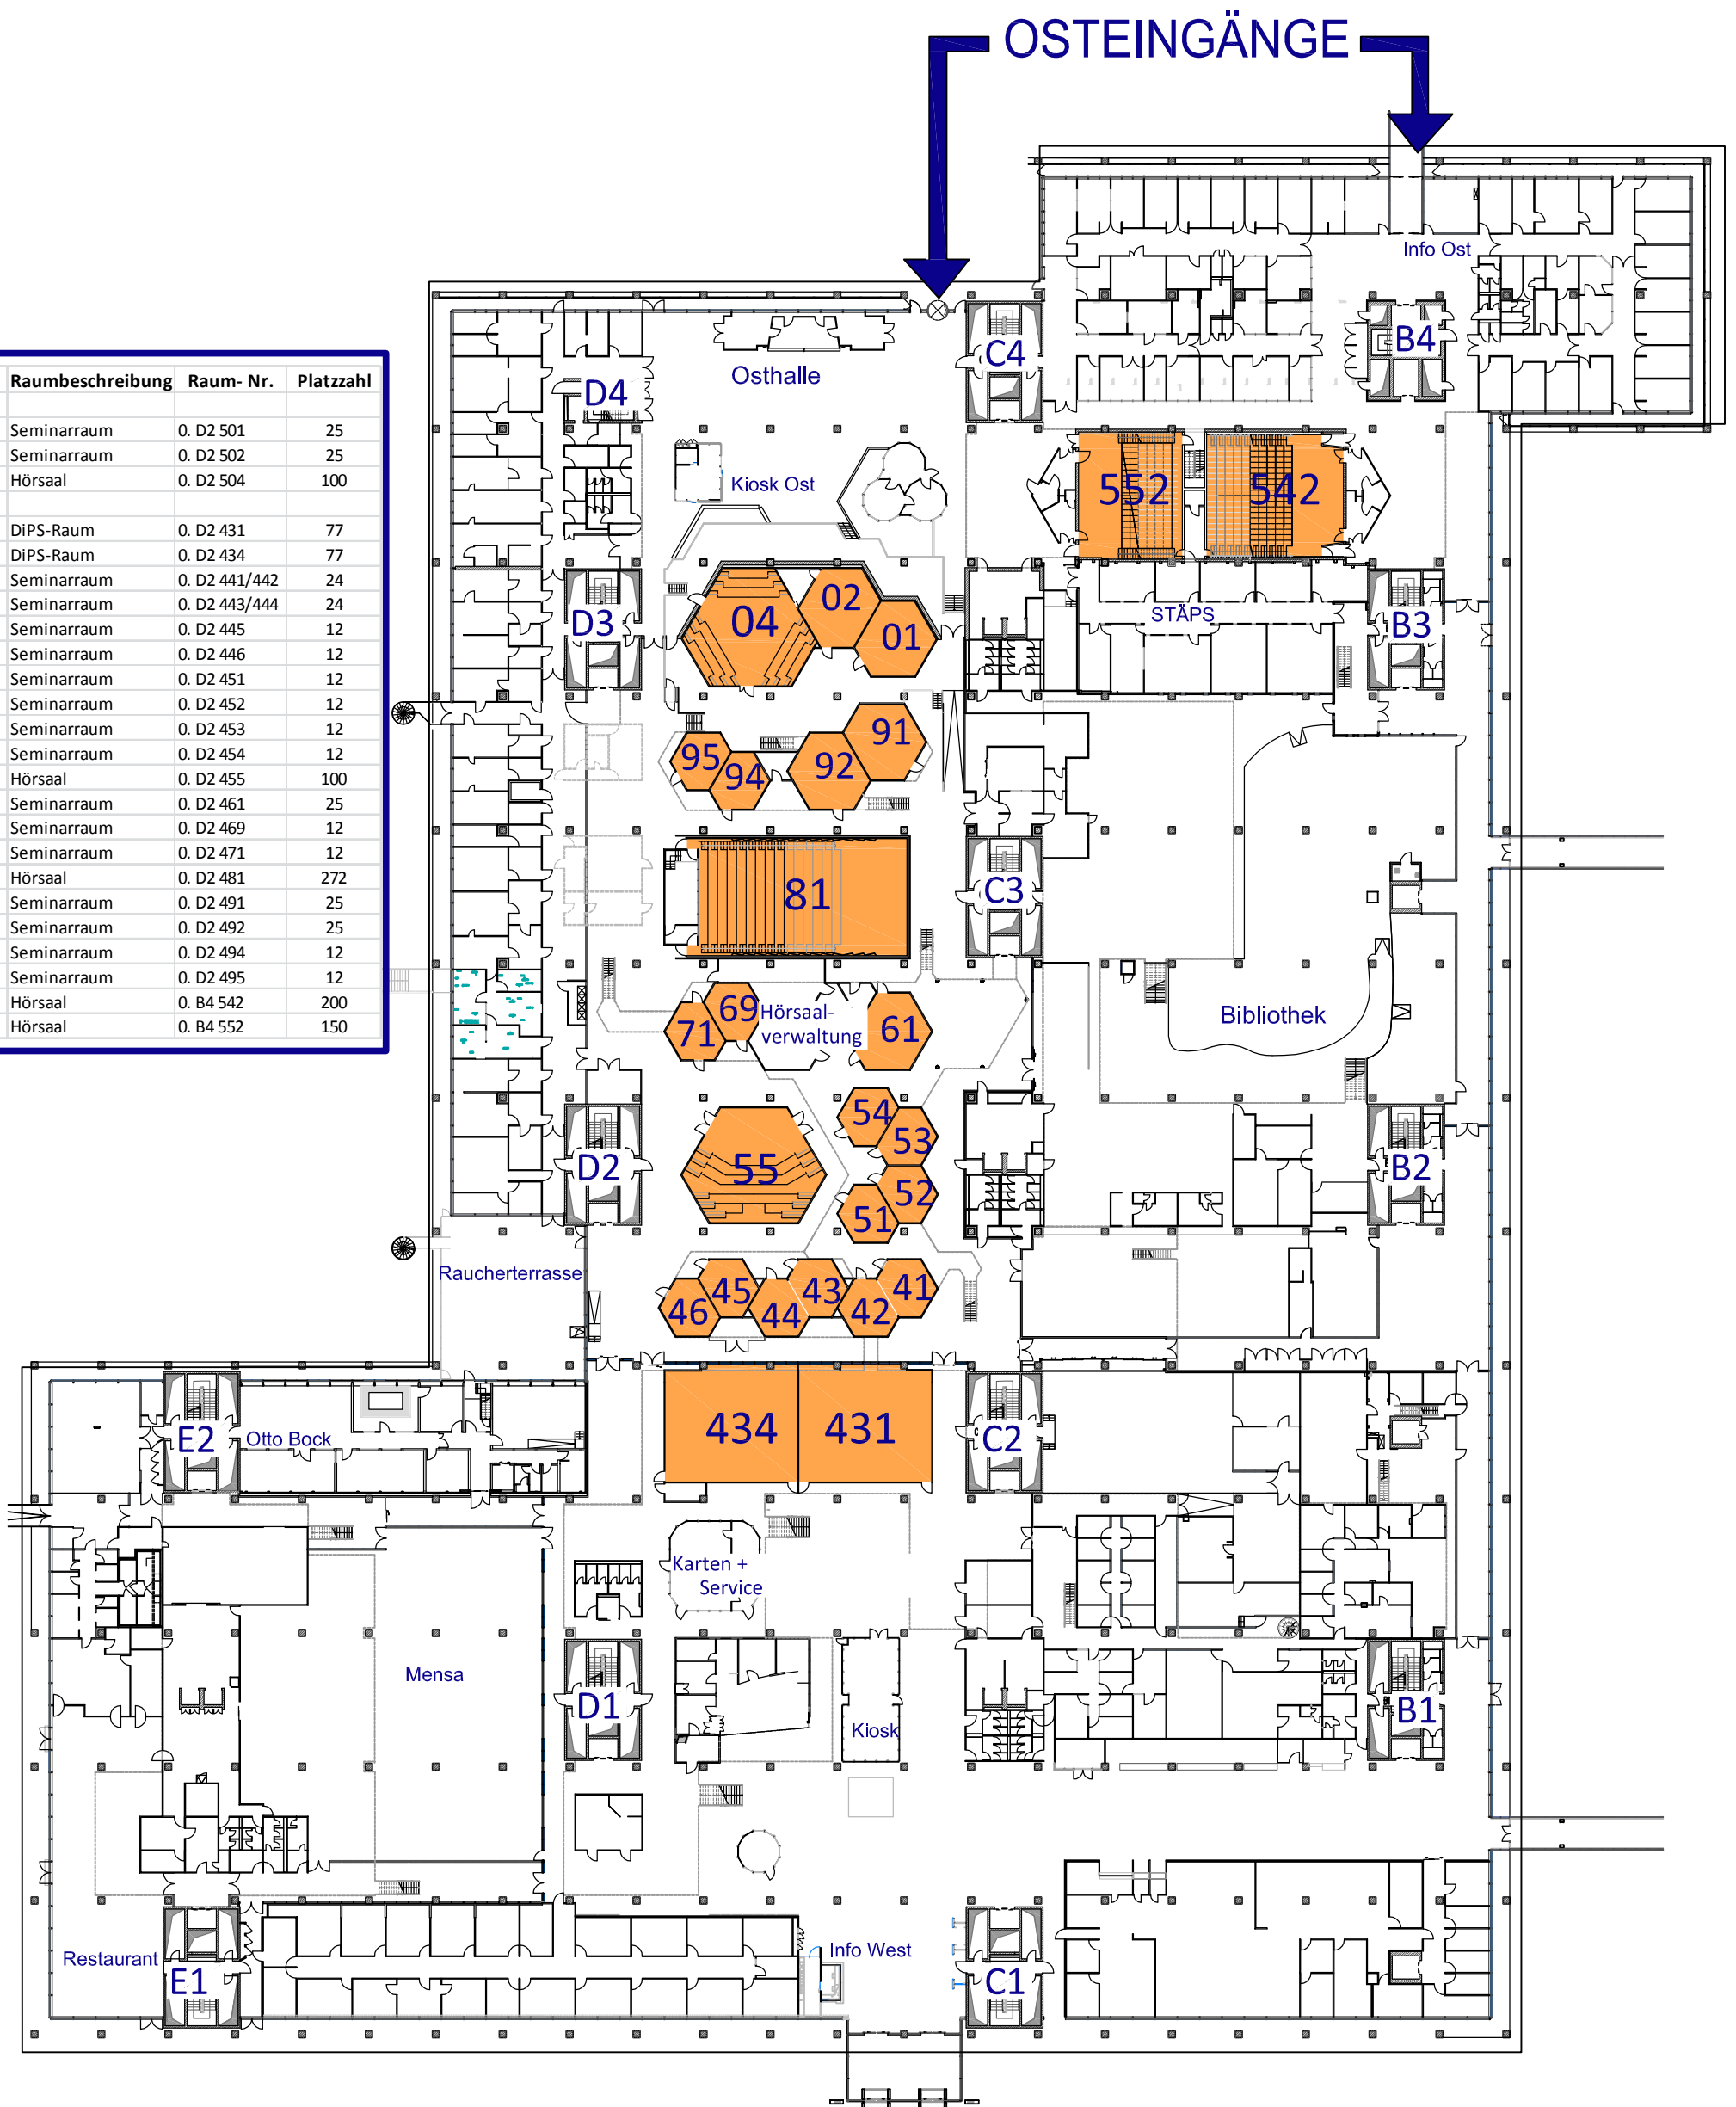 OSTEINGÄNGE
Info Ost
B4
C4
Osthalle
D4
Kiosk Ost
552
542
Raumbeschreibung Raum- Nr. Platzzahl
Seminarraum 0. D2 501 25
Seminarraum 0. D2 502 25
Hörsaal 0. D2 504 100
DiPS-Raum 0. D2 431 77
DiPS-Raum 0. D2 434 77
Seminarraum 0. D2 441/442 24
Seminarraum 0. D2 443/444 24
Seminarraum 0. D2 445 12
Seminarraum 0. D2 446 12
Seminarraum 0. D2 451 12
Seminarraum 0. D2 452 12
Seminarraum 0. D2 453 12
Seminarraum 0. D2 454 12
Hörsaal 0. D2 455 100
Seminarraum 0. D2 461 25
Seminarraum 0. D2 469 12
Seminarraum 0. D2 471 12
Hörsaal 0. D2 481 272
Seminarraum 0. D2 491 25
Seminarraum 0. D2 492 25
Seminarraum 0. D2 494 12
Seminarraum 0. D2 495 12
Hörsaal 0. B4 542 200
Hörsaal 0. B4 552 150
D3
04
02
01
STÄPS
B3
95
94
92
91
81
C3
71
69
Hörsaal-
verwaltung
61
Bibliothek
54
53
52
51
55
D2
B2
Raucherterrasse
46
45
44
43
42
41
434
431
E2
Otto Bock
C2
Karten +
Service
Mensa
D1
Kiosk
B1
Restaurant
E1
Info West
C1